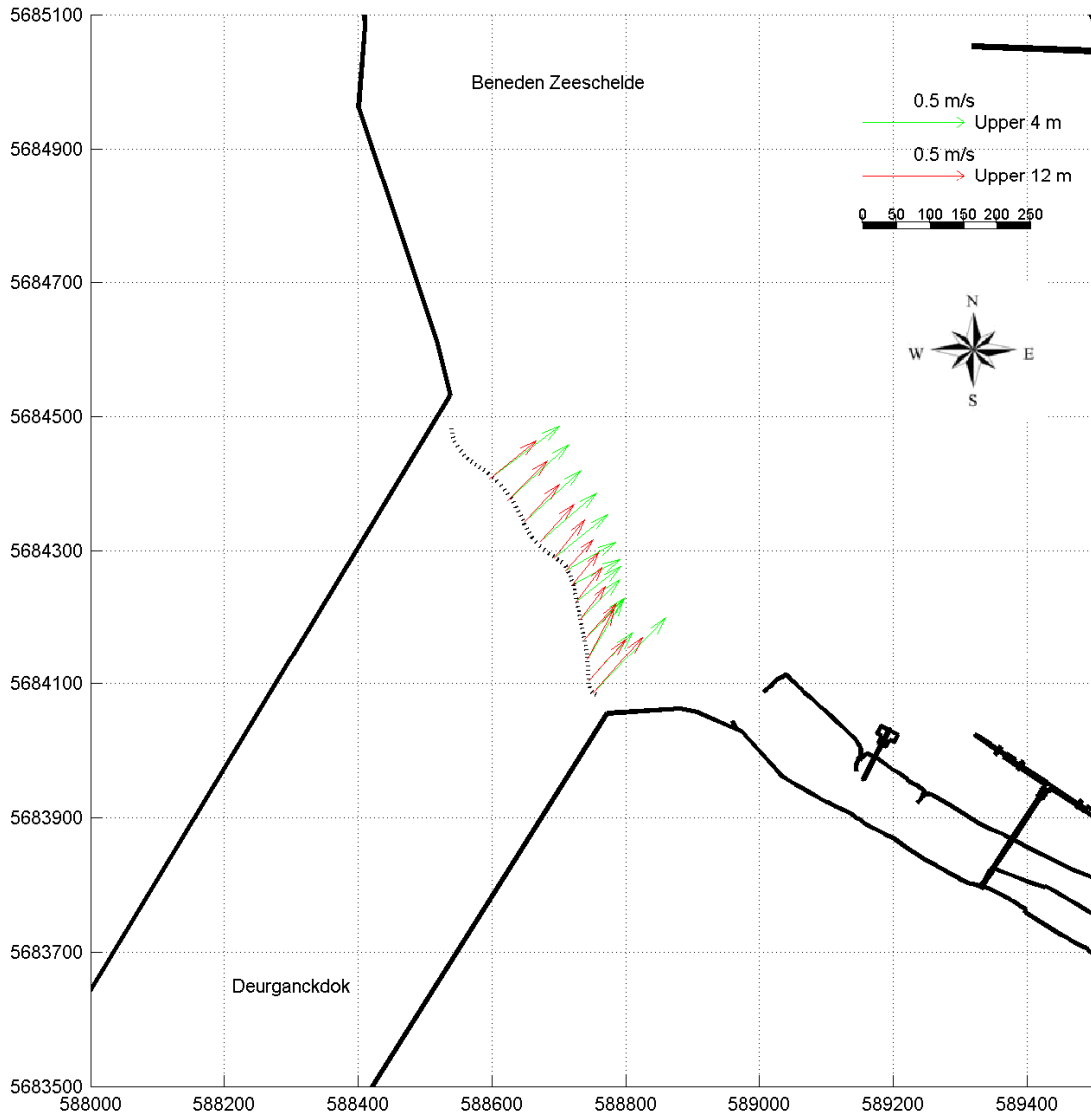 5685100
Beneden Zeeschelde
0.5 m/s
Upper 4 m
5684900
0.5 m/s
Upper 12 m
0 50 100 150 200 250
5684700
N
W E
S
5684500
5684300
5684100
5683900
5683700
Deurganckdok
5683500
588000 588200 588400 588600 588800 589000 589200 589400